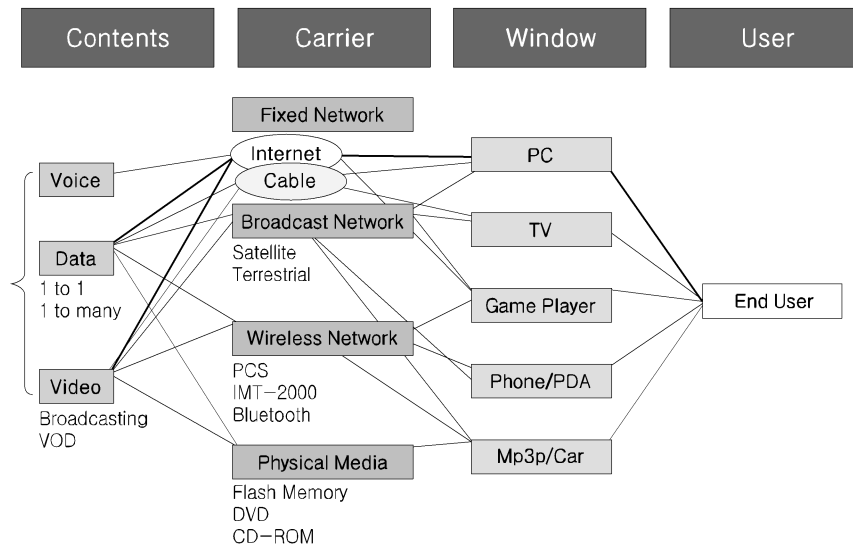 Contents
Carrier
Window
User
Voice
Data
1 to 1
1 to many
Video
Broadcasting
VOD
Fixed Network
Internet
Cable
Broadcast Network
Satellite
Terrestrial
Wireless Network
PCS
IMT-2000
Bluetooth
Physical Media
Flash Memory
DVD
CD-ROM
PC
TV
Game Player
Phone/PDA
Mp3p/Car
End User